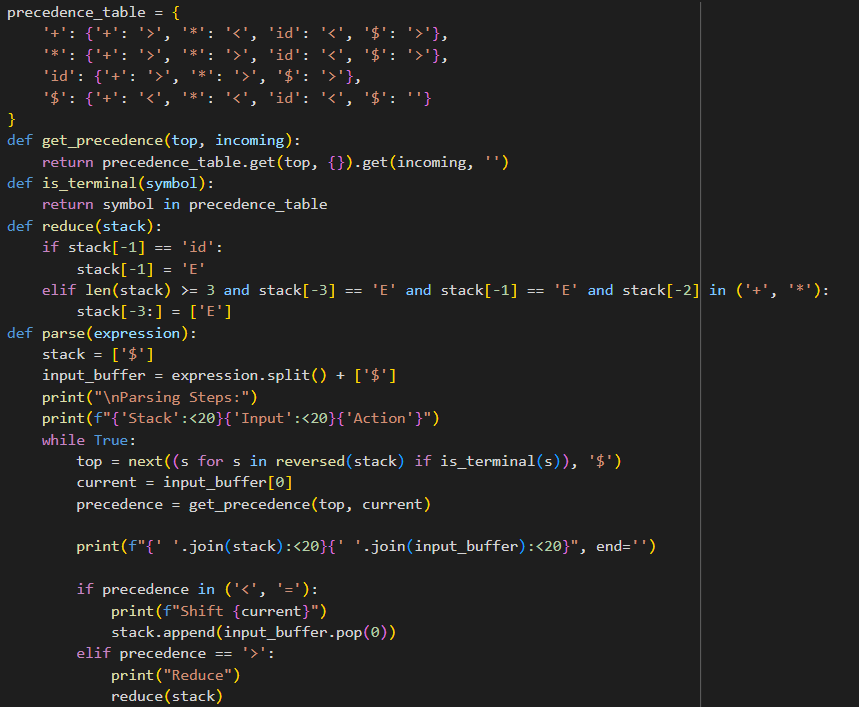 precedence_table = {
    '+': {'+': '>', '*': '<', 'id': '<', '$': '>'},
    '*': {'+': '>', '*': '>', 'id': '<', '$': '>'},
    'id': {'+': '>', '*': '>', '$': '>'},
    '$': {'+': '<', '*': '<', 'id': '<', '$': ''}
}
def get_precedence(top, incoming):
    return precedence_table.get(top, {}).get(incoming, '')
def is_terminal(symbol):
    return symbol in precedence_table
def reduce(stack):
    if stack[-1] == 'id':
        stack[-1] = 'E'
    elif len(stack) >= 3 and stack[-3] == 'E' and stack[-1] == 'E' and stack[-2] in ('+', '*'):
        stack[-3:] = ['E']
def parse(expression):
    stack = ['$']
    input_buffer = expression.split() + ['$']
    print("\nParsing Steps:")
    print(f"{'Stack':<20}{'Input':<20}{'Action'}")
    while True:
        top = next((s for s in reversed(stack) if is_terminal(s)), '$')
        current = input_buffer[0]
        precedence = get_precedence(top, current)

        print(f"{' '.join(stack):<20}{' '.join(input_buffer):<20}", end='')

        if precedence in ('<', '='):
            print(f"Shift {current}")
            stack.append(input_buffer.pop(0))
        elif precedence == '>':
            print("Reduce")
            reduce(stack)